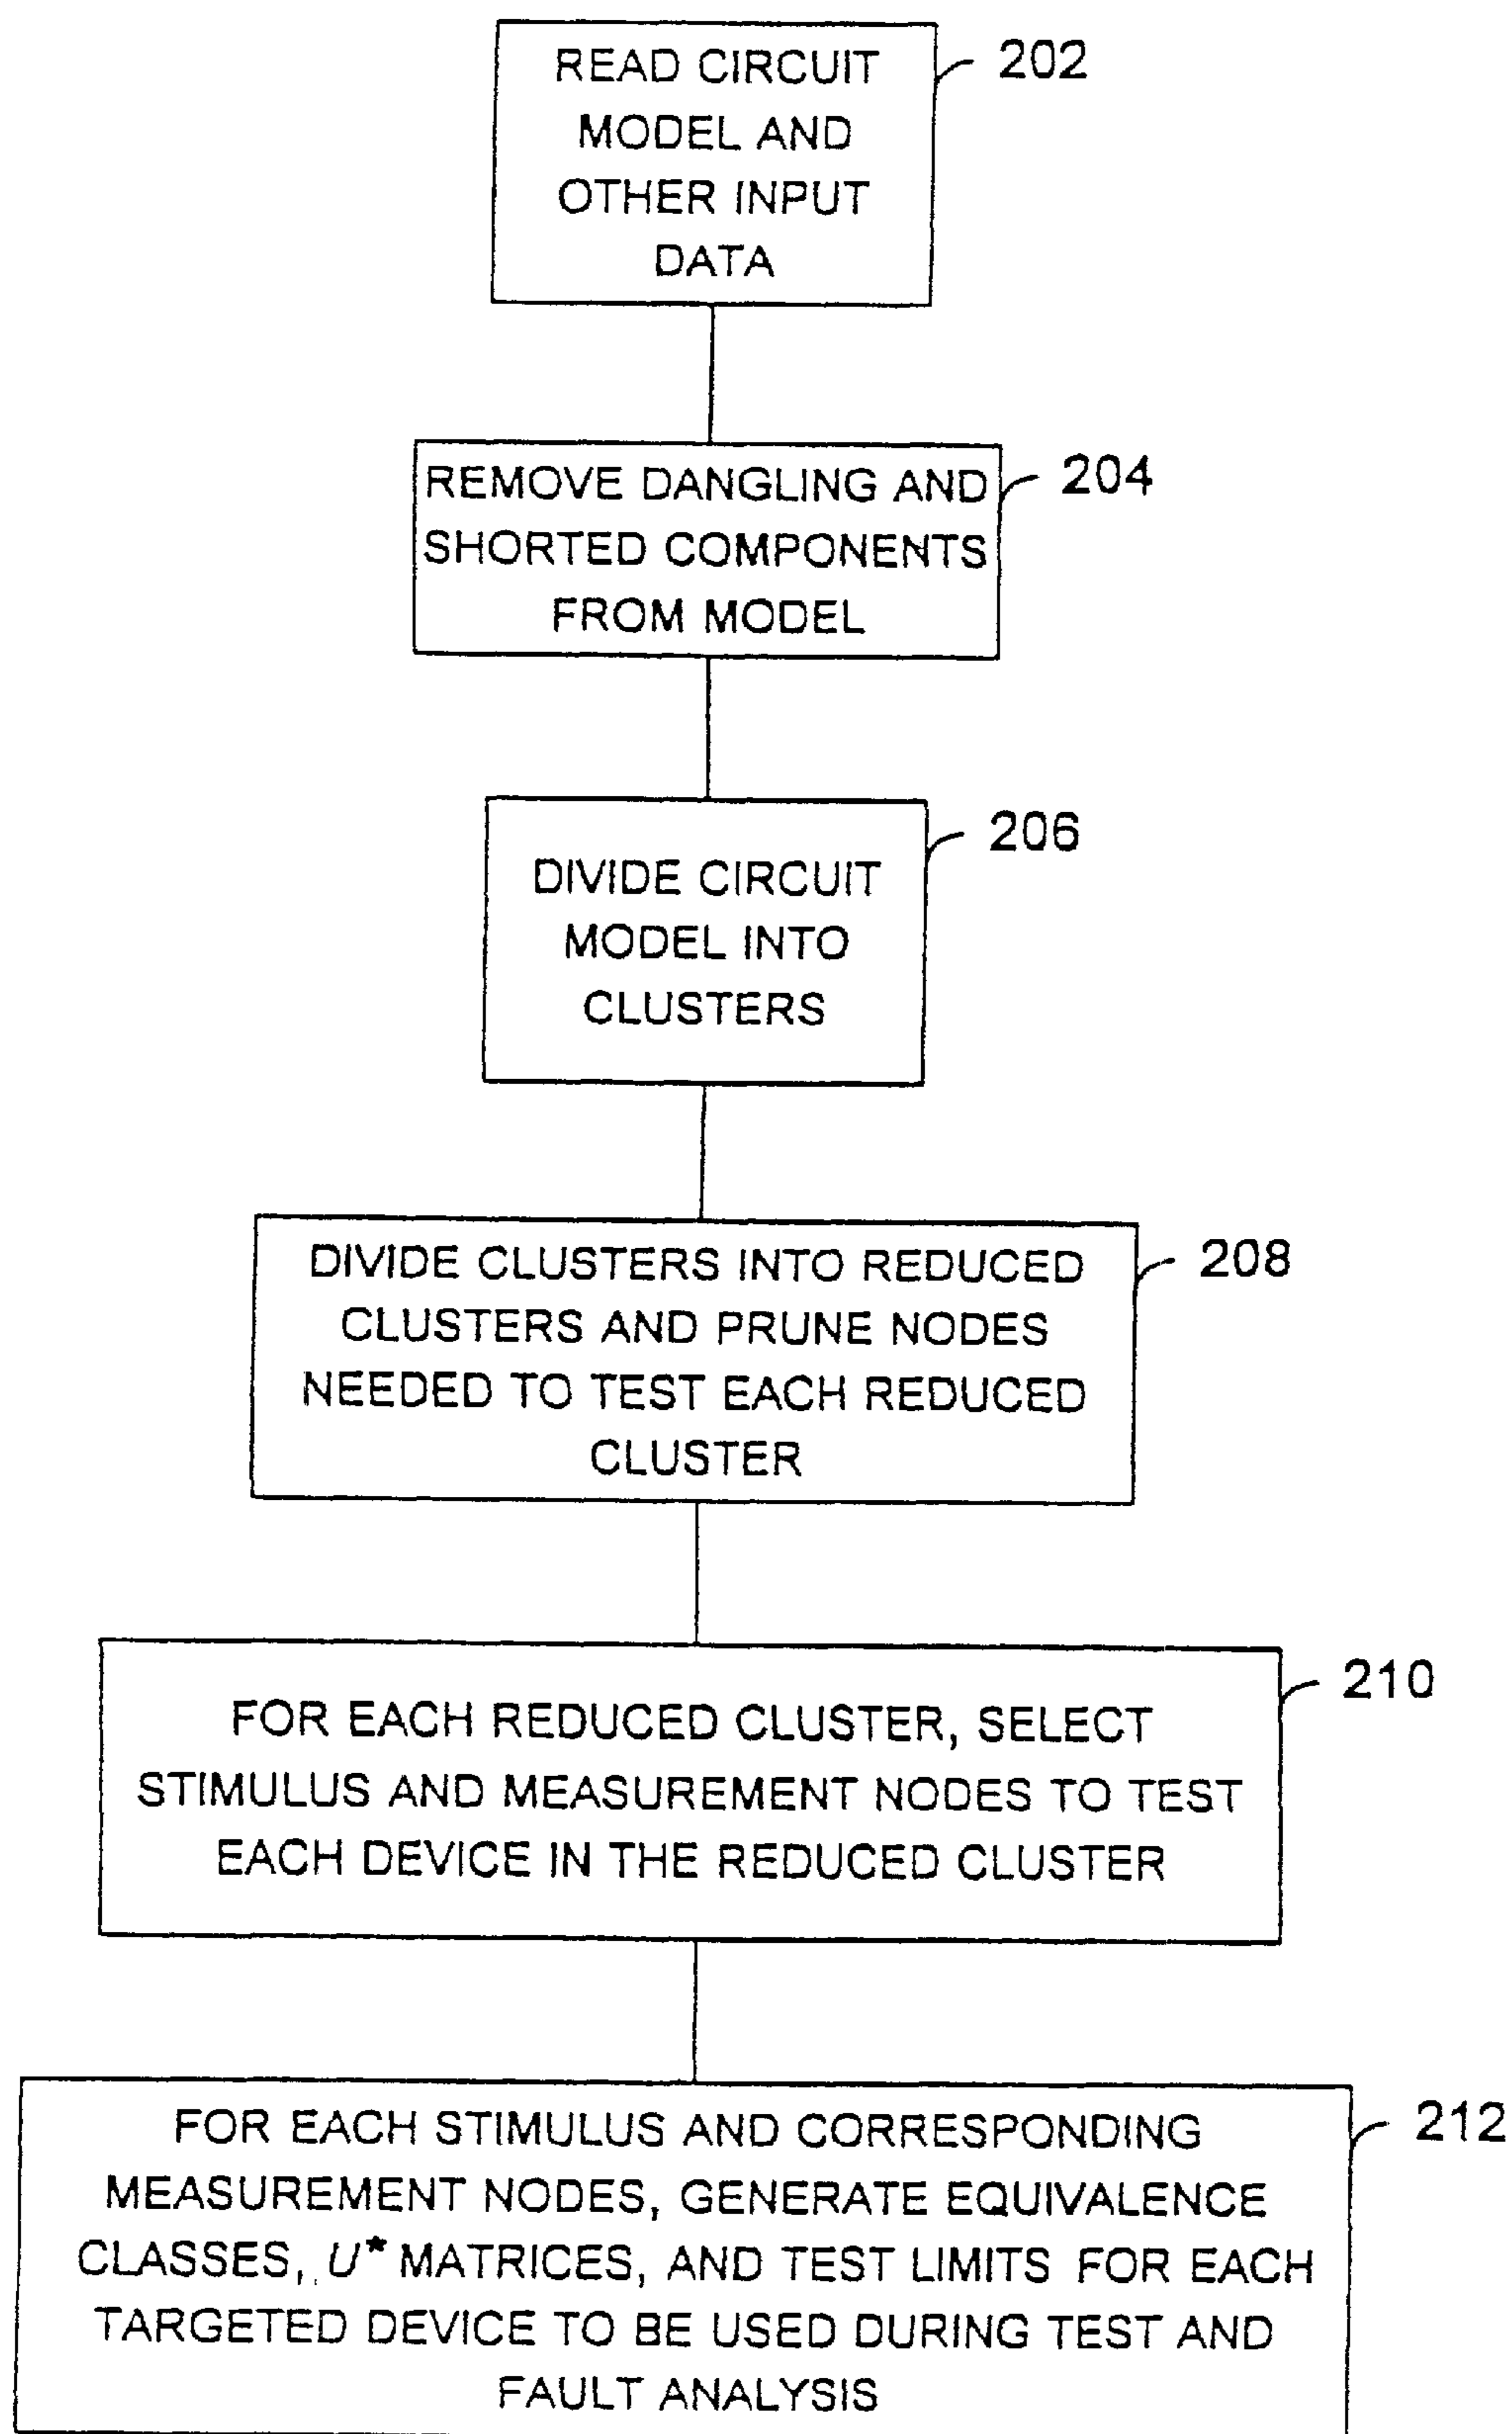 READ CIRCUIT
MODEL AND
OTHER INPUT
DATA
202
REMOVE DANGLING AND
SHORTED COMPONENTS
FROM MODEL
204
DIVIDE CIRCUIT
MODEL INTO
CLUSTERS
206
DIVIDE CLUSTERS INTO REDUCED
CLUSTERS AND PRUNE NODES
NEEDED TO TEST EACH REDUCED
CLUSTER
208
FOR EACH REDUCED CLUSTER, SELECT
STIMULUS AND MEASUREMENT NODES TO TEST
EACH DEVICE IN THE REDUCED CLUSTER
210
FOR EACH STIMULUS AND CORRESPONDING
MEASUREMENT NODES, GENERATE EQUIVALENCE
CLASSES, U* MATRICES, AND TEST LIMITS FOR EACH
TARGETED DEVICE TO BE USED DURING TEST AND
FAULT ANALYSIS
212